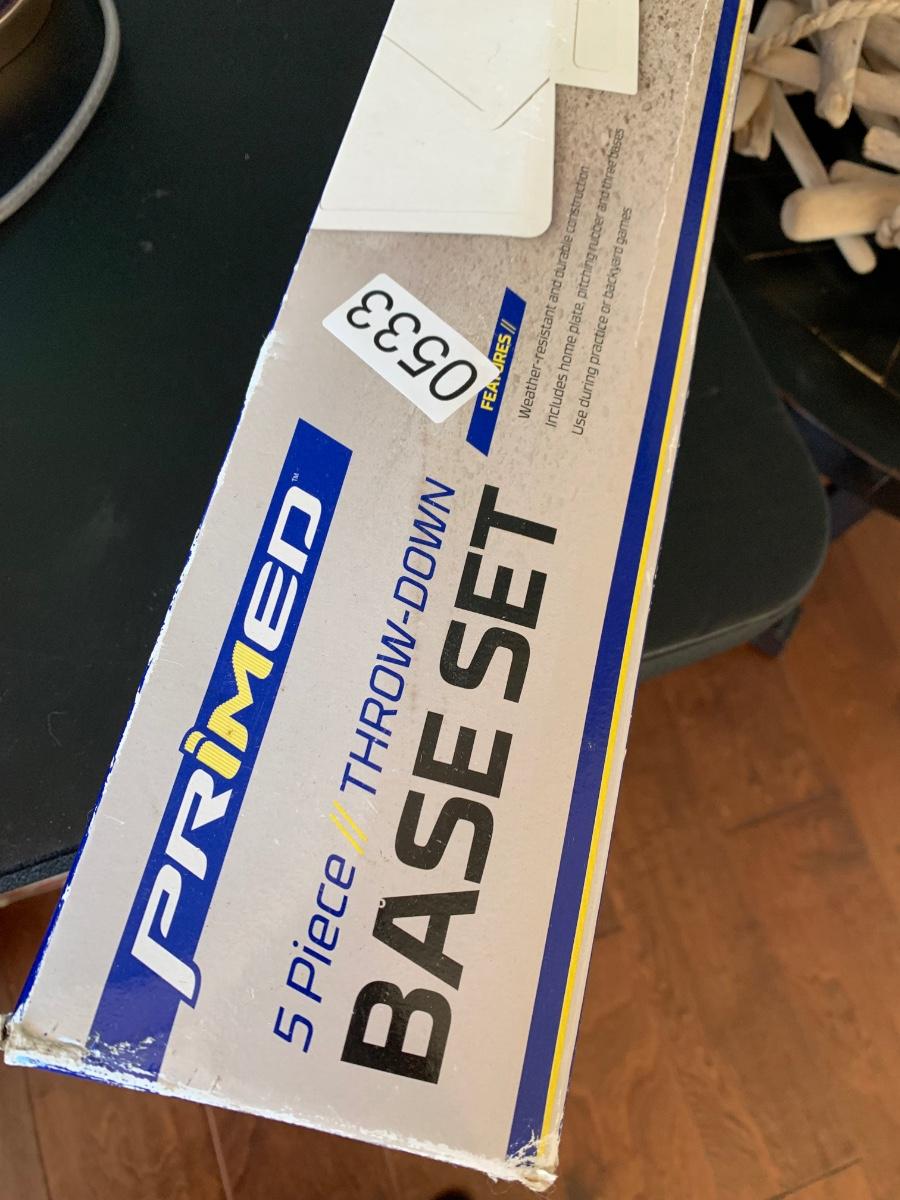 PRiMED™
5 Piece // THROW-DOWN
BASE SET
0533
FEATURES //
Weather-resistant and durable construction
Includes home plate, pitching rubber and three bases
Use during practice or backyard games